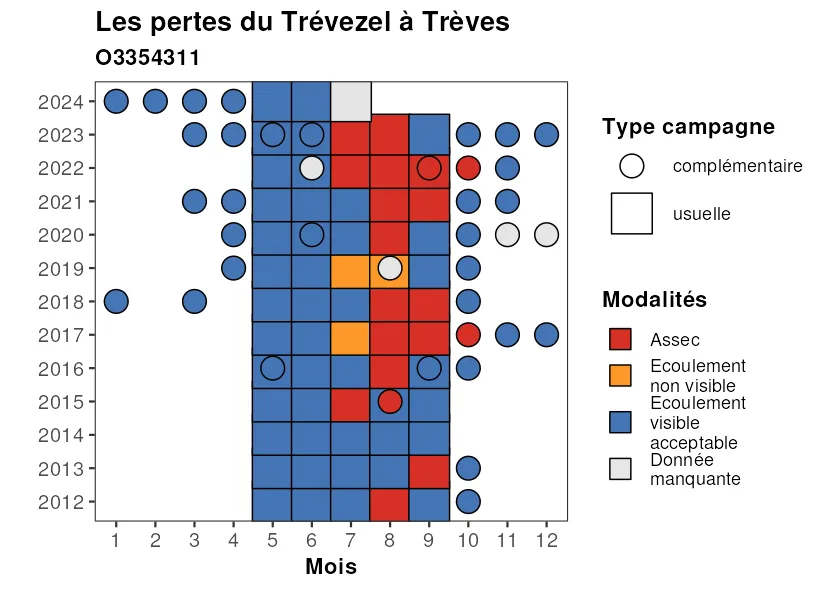 Les pertes du Trévezel à Trèves
O3354311
2024
2023
2022
2021
2020
2019
2018
2017
2016
2015
2014
2013
2012
1 2 3 4 5 6 7 8 9 10 11 12
Mois
Type campagne
complémentaire
usuelle
Modalités
Assec
Ecoulement
non visible
Ecoulement
visible
acceptable
Donnée
manquante